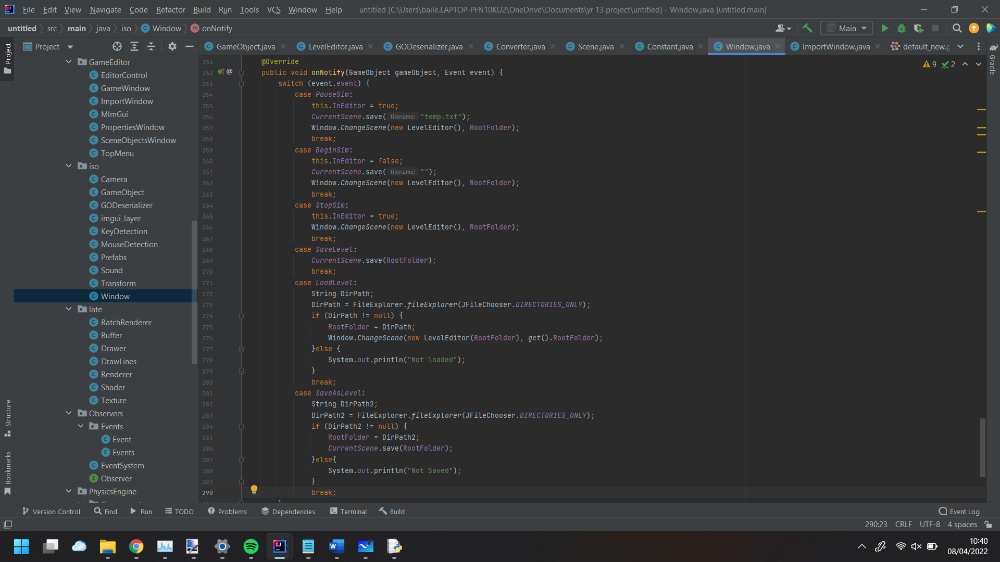 File Edit View Navigate Code Refactor Build Run Tools VCS Window Help untitled [C:\Users\baile.LAPTOP-PFN10KU2\OneDrive\Documents\yr 13 project\untitled] - Window.java [untitled.main]
untitled src main java iso Window onNotify Main
Project
GameObject.java LevelEditor.java GODeserializer.java Converter.java Scene.java Constant.java Window.java ImportWindow.java default_new.g
Project
Structure
Bookmarks
Gradle
GameEditor
EditorControl
GameWindow
ImportWindow
MImGui
PropertiesWindow
SceneObjectsWindow
TopMenu
iso
Camera
GameObject
GODeserializer
imgui_layer
KeyDetection
MouseDetection
Prefabs
Sound
Transform
Window
late
BatchRenderer
Buffer
Drawer
DrawLines
Renderer
Shader
Texture
Observers
Events
Event
Events
EventSystem
Observer
PhysicsEngine
9 2
251 @Override
252 @ public void onNotify(GameObject gameObject, Event event) {
253 switch (event.event) {
254 case PauseSim:
255 this.InEditor = true;
256 CurrentScene.save( filename: "temp.txt");
257 Window.ChangeScene(new LevelEditor(), RootFolder);
258 break;
259 case BeginSim:
260 this.InEditor = false;
261 CurrentScene.save( filename: "");
262 Window.ChangeScene(new LevelEditor(), RootFolder);
263 break;
264 case StopSim:
265 this.InEditor = true;
266 Window.ChangeScene(new LevelEditor(), RootFolder);
267 break;
268 case SaveLevel:
269 CurrentScene.save(RootFolder);
270 break;
271 case LoadLevel:
272 String DirPath;
273 DirPath = FileExplorer.fileExplorer(JFileChooser.DIRECTORIES_ONLY);
274 if (DirPath != null) {
275 RootFolder = DirPath;
276 Window.ChangeScene(new LevelEditor(RootFolder), get().RootFolder);
277 }else {
278 System.out.println("Not loaded");
279 }
280 break;
281 case SaveAsLevel:
282 String DirPath2;
283 DirPath2 = FileExplorer.fileExplorer(JFileChooser.DIRECTORIES_ONLY);
284 if (DirPath2 != null) {
285 RootFolder = DirPath2;
286 CurrentScene.save(RootFolder);
287 }else{
288 System.out.println("Not Saved");
289 }
290 break;
Version Control Find Run TODO Problems Dependencies Terminal Build Event Log
290:23 CRLF UTF-8 4 spaces
10:40
08/04/2022